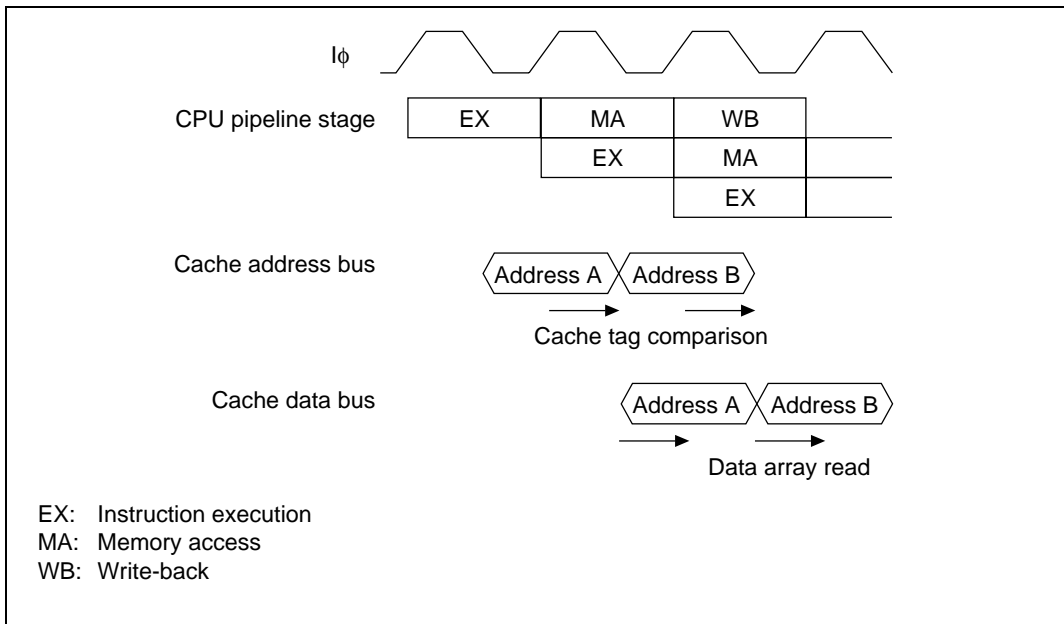 Iϕ
CPU pipeline stage EX MA WB
EX MA
EX
Cache address bus Address A Address B
Cache tag comparison
Cache data bus Address A Address B
Data array read
EX: Instruction execution
MA: Memory access
WB: Write-back